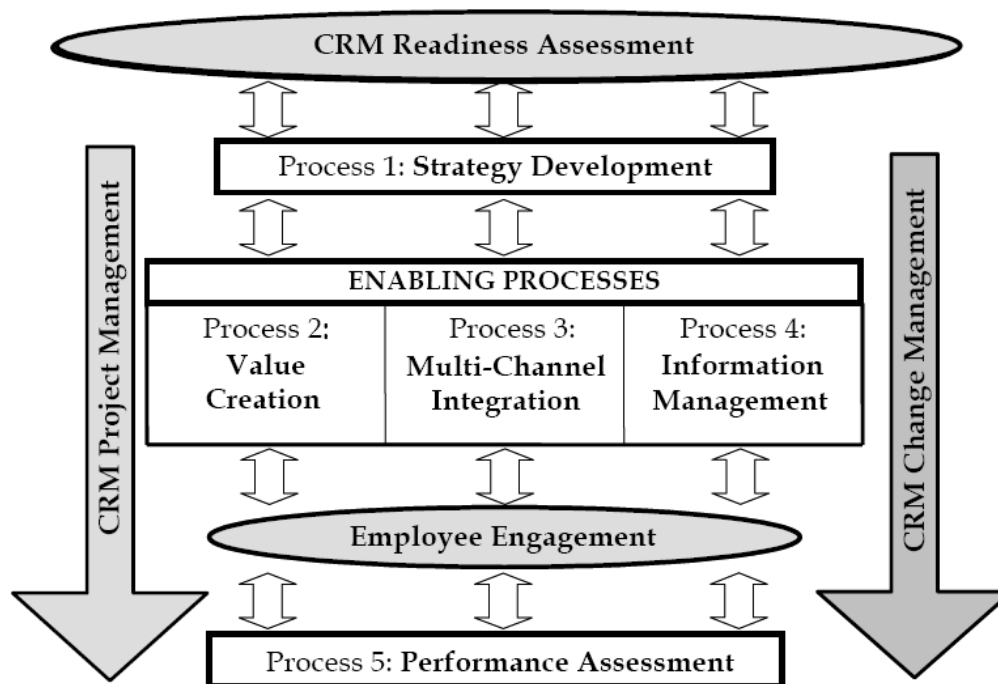 CRM Readiness Assessment
Process 1: Strategy Development
CRM Project Management
ENABLING PROCESSES
Process 2:
Value
Creation
Process 3:
Multi-Channel
Integration
Process 4:
Information
Management
CRM Change Management
Employee Engagement
Process 5: Performance Assessment